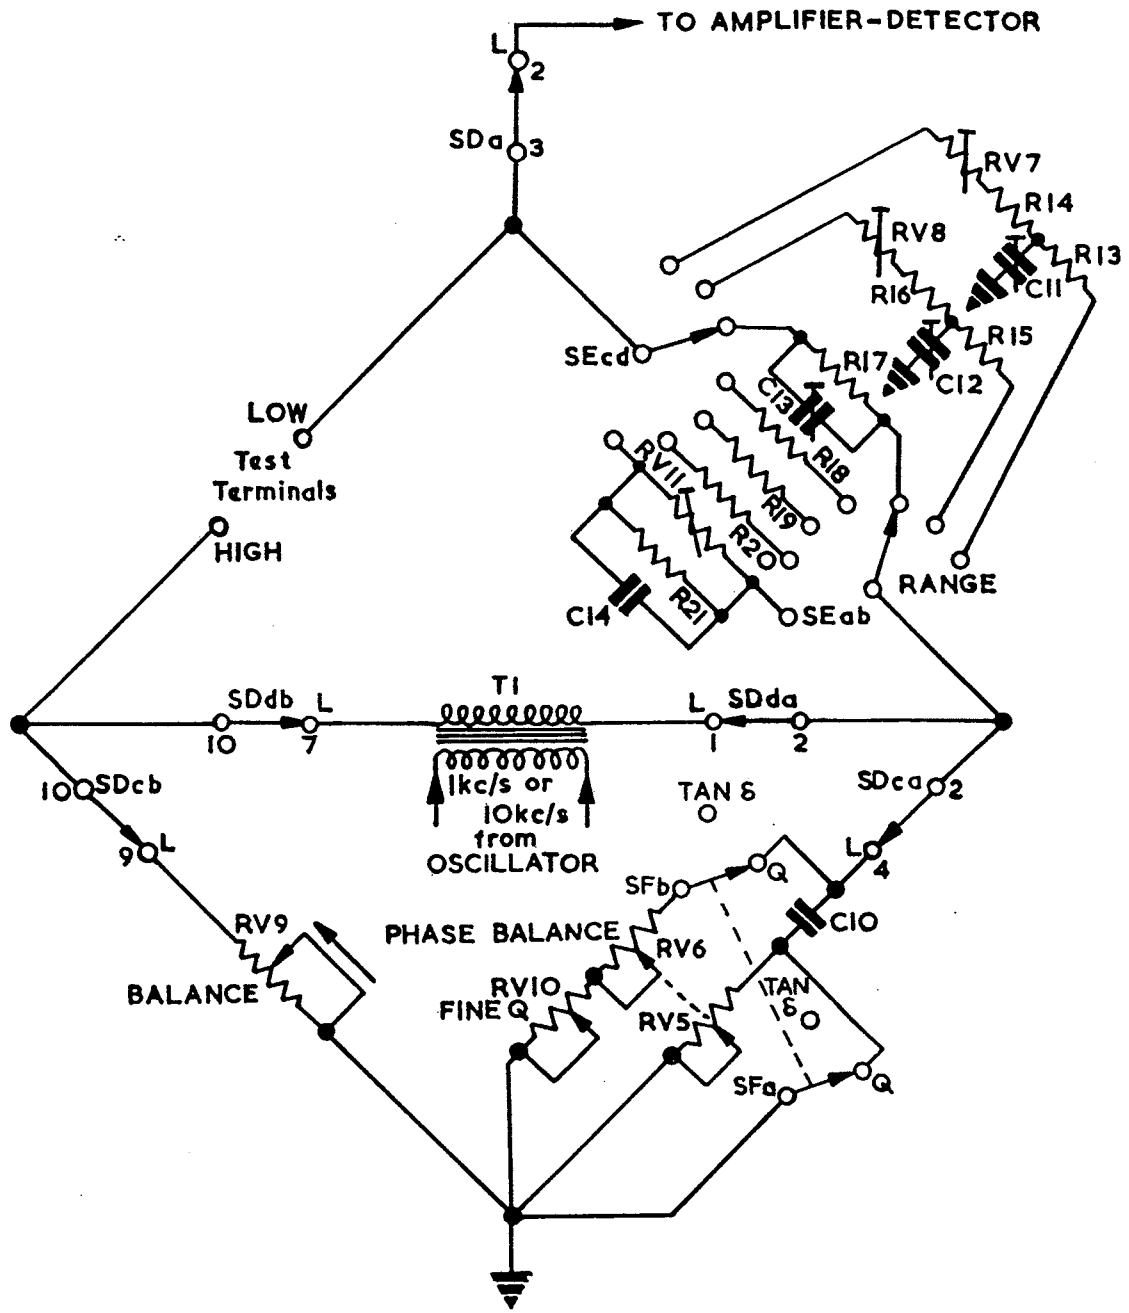 TO AMPLIFIER-DETECTOR
L
2
SDa
3
RV7
R14
RV8
R13
R16
C11
R15
SEcd
R17
C12
C13
LOW
Test
Terminals
HIGH
RV11
R18
R19
R20
R21
C14
SEab
RANGE
T1
SDdb
L
10
7
L
SDda
1
2
10
SDcb
9
L
1kc/s or
10kc/s
from
OSCILLATOR
TAN δ
SDca
2
L
4
SFb
Q
C10
RV9
PHASE BALANCE
RV6
BALANCE
RV10
FINE Q
RV5
TAN
δ
SFa
Q